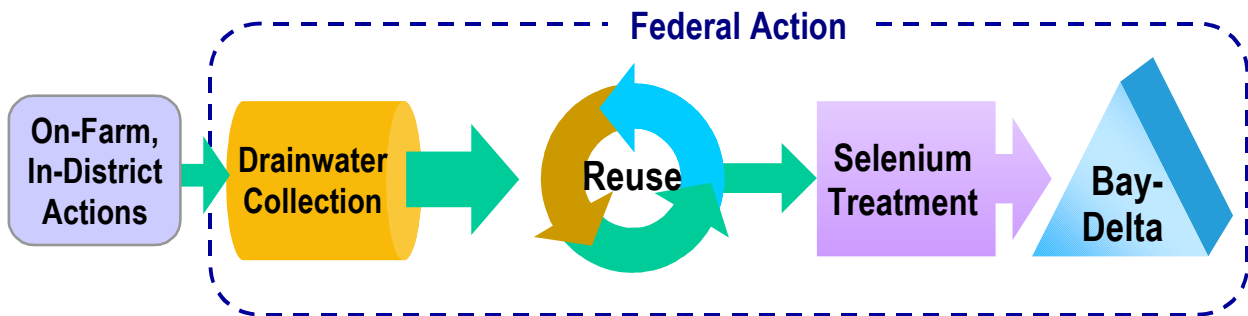 Federal Action
On-Farm,
In-District
Actions
Drainwater
Collection
Reuse
Selenium
Treatment
Bay-
Delta